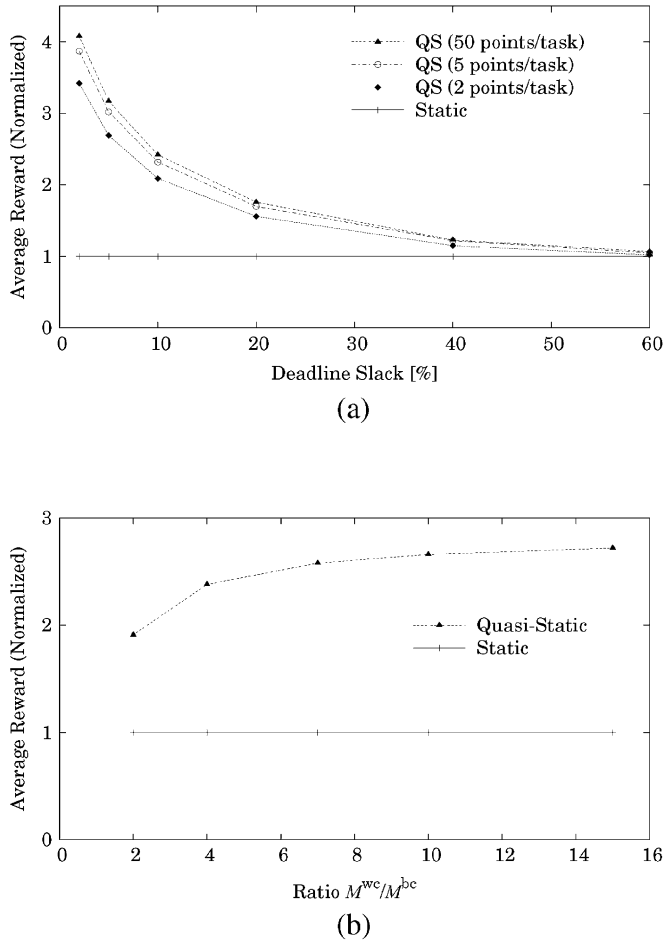 4
3
2
1
0
Average Reward (Normalized)
QS (50 points/task)
QS (5 points/task)
QS (2 points/task)
Static
0 10 20 30 40 50 60
Deadline Slack [%]
(a)
3
2
1
0
Average Reward (Normalized)
Quasi-Static
Static
0 2 4 6 8 10 12 14 16
Ratio M^wc/M^bc
(b)